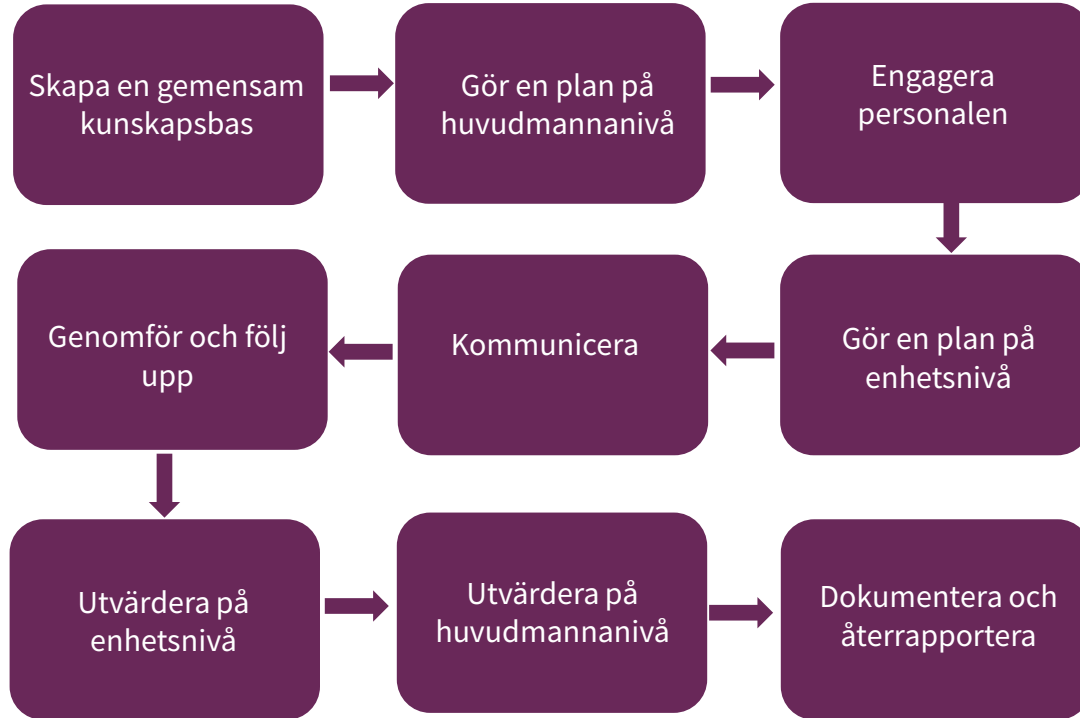 Skapa en gemensam
kunskapsbas
Gör en plan på
huvudmannanivå
Engagera
personalen
Gör en plan på
enhetsnivå
Kommunicera
Genomför och följ
upp
Utvärdera på
enhetsnivå
Utvärdera på
huvudmannanivå
Dokumentera och
återrapportera